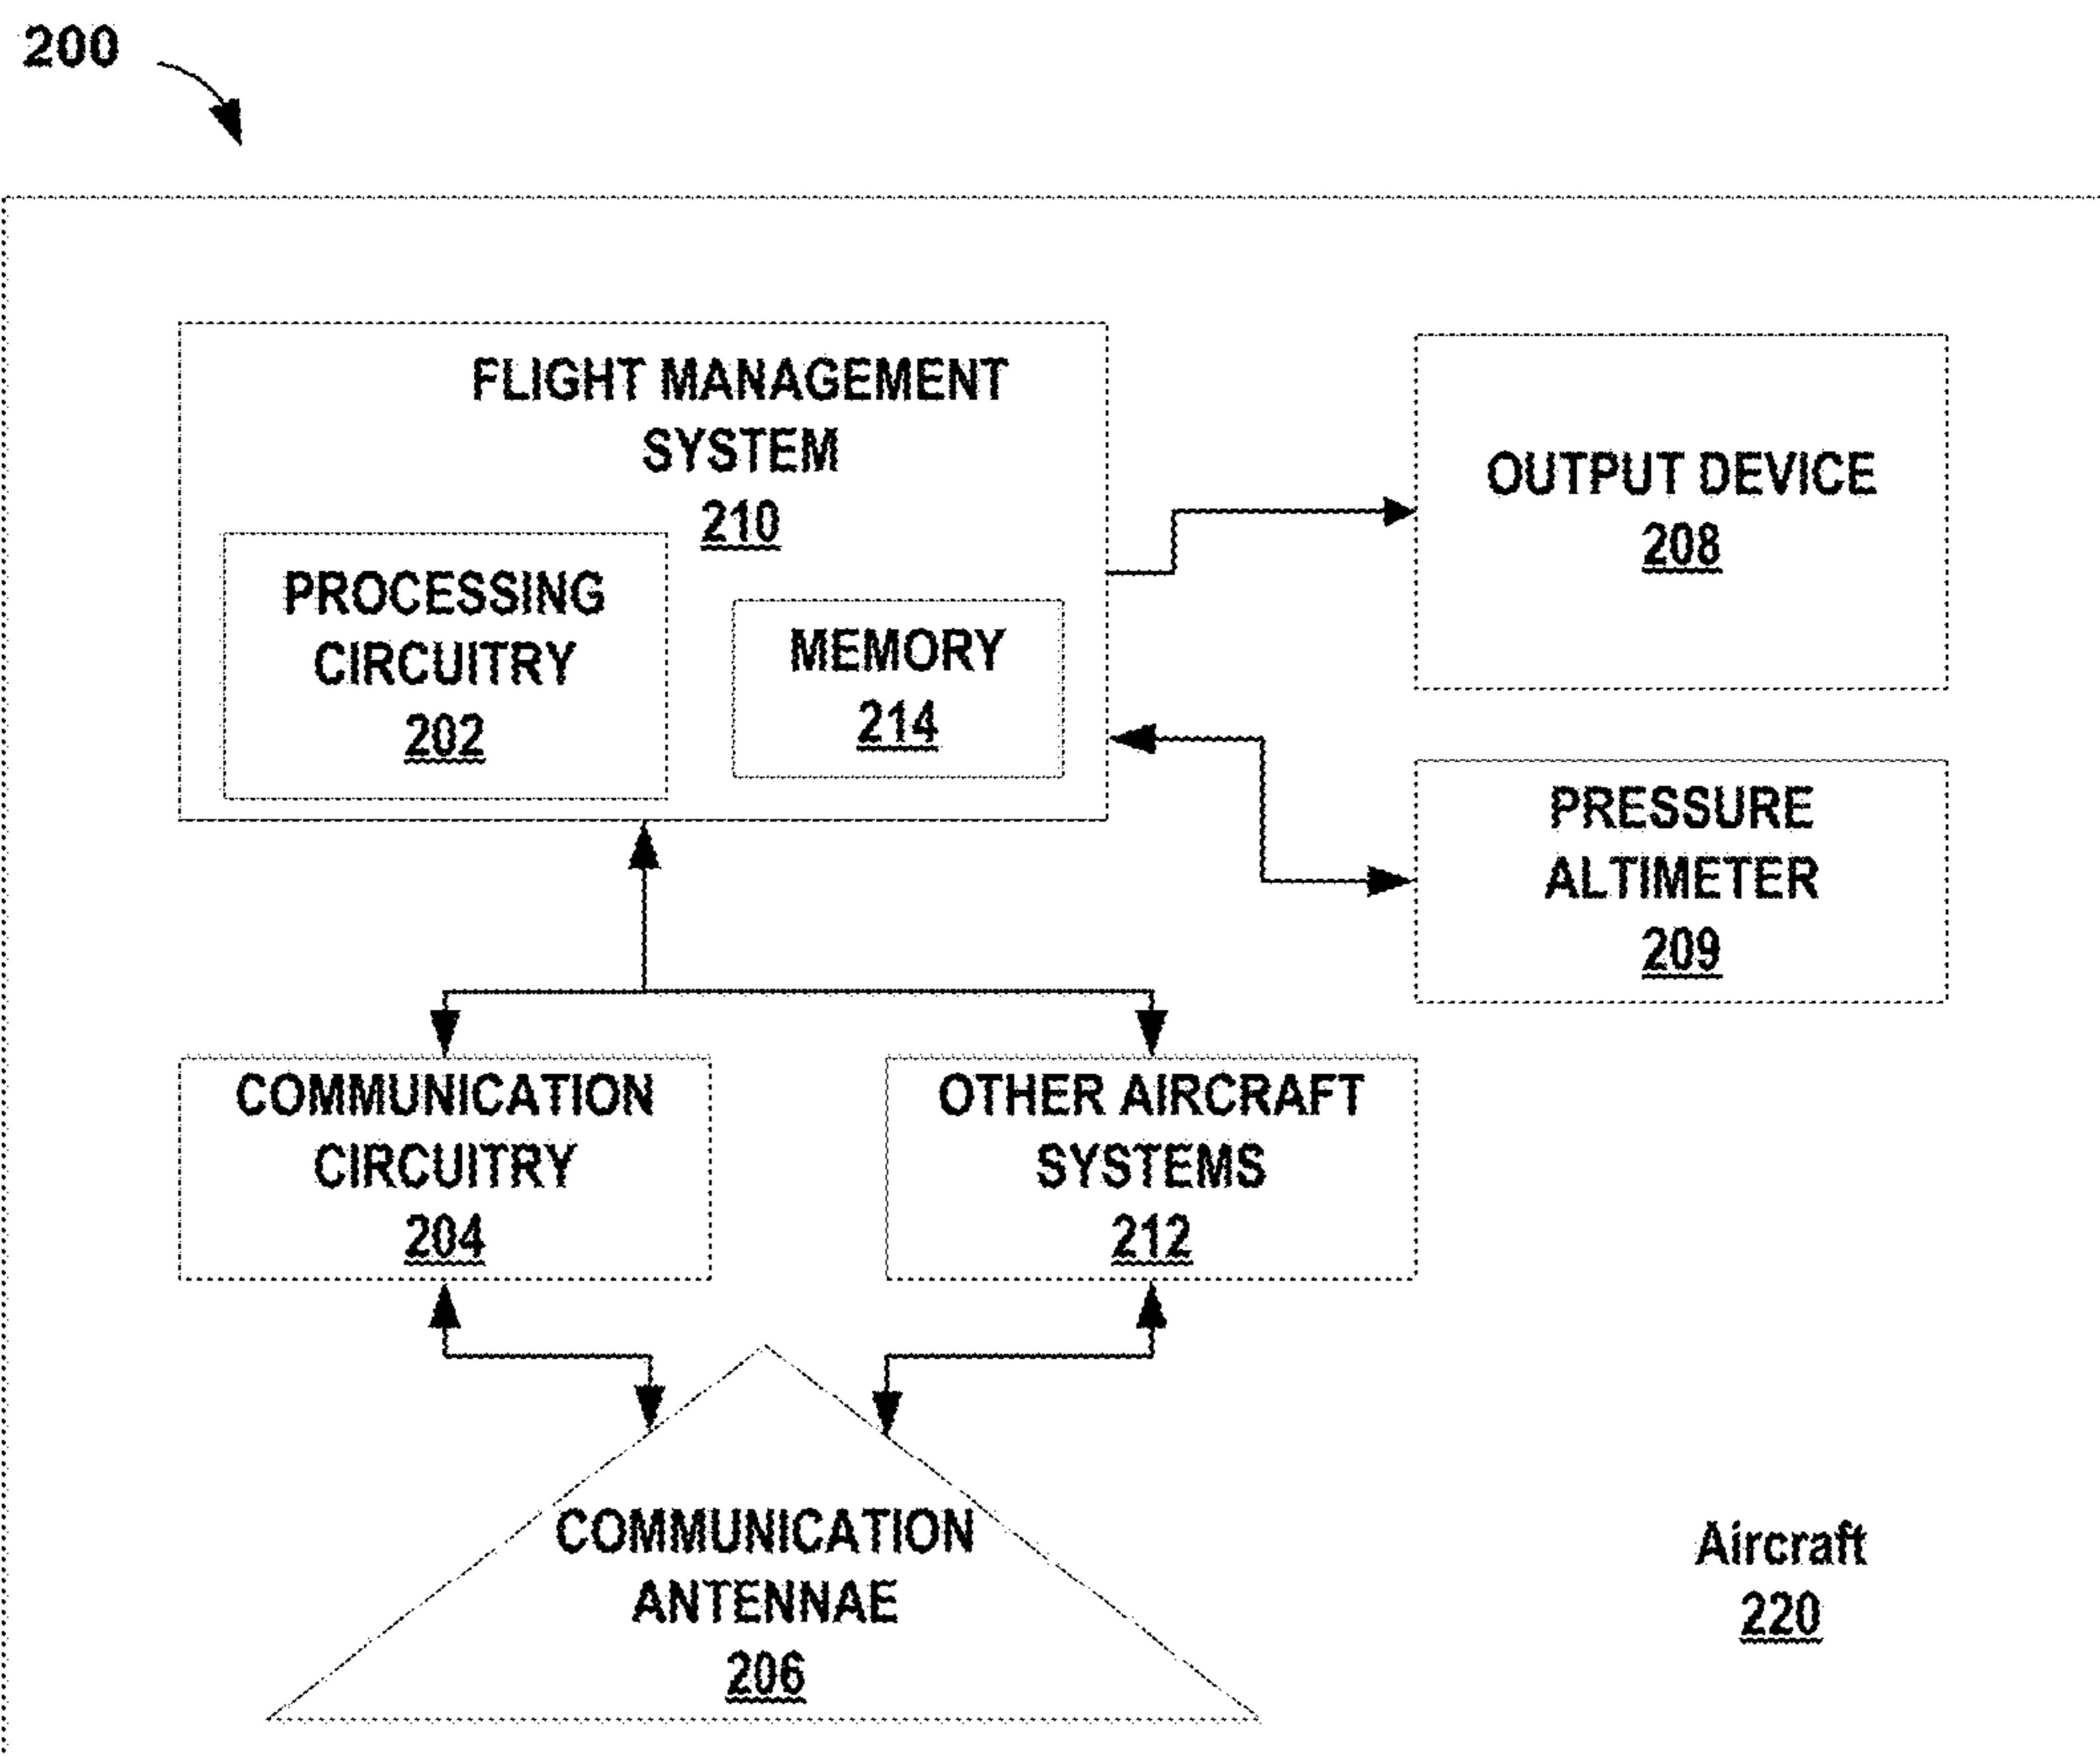 200
FLIGHT MANAGEMENT
SYSTEM
210
PROCESSING
CIRCUITRY
202
MEMORY
214
OUTPUT DEVICE
208
PRESSURE
ALTIMETER
209
COMMUNICATION
CIRCUITRY
204
OTHER AIRCRAFT
SYSTEMS
212
COMMUNICATION
ANTENNAE
206
Aircraft
220